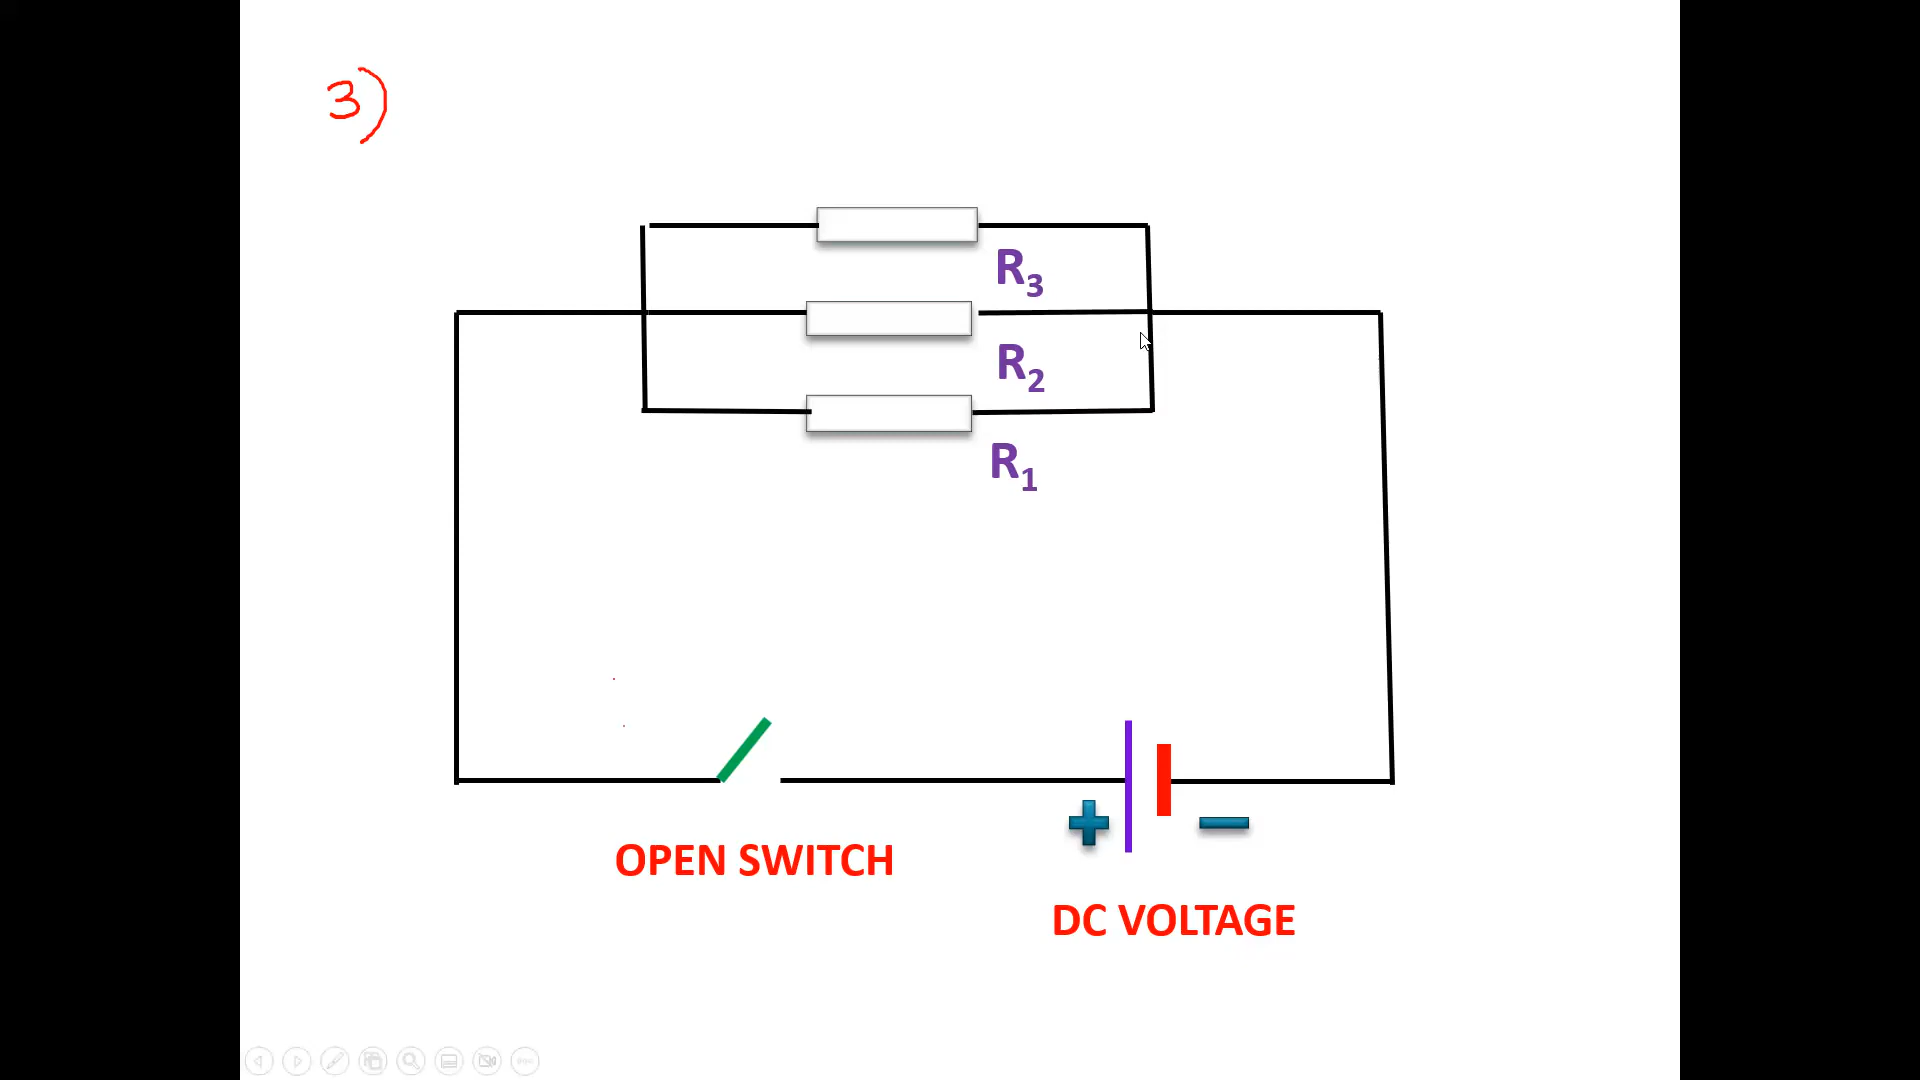 3)
R3
R2
R1
+ −
OPEN SWITCH
DC VOLTAGE